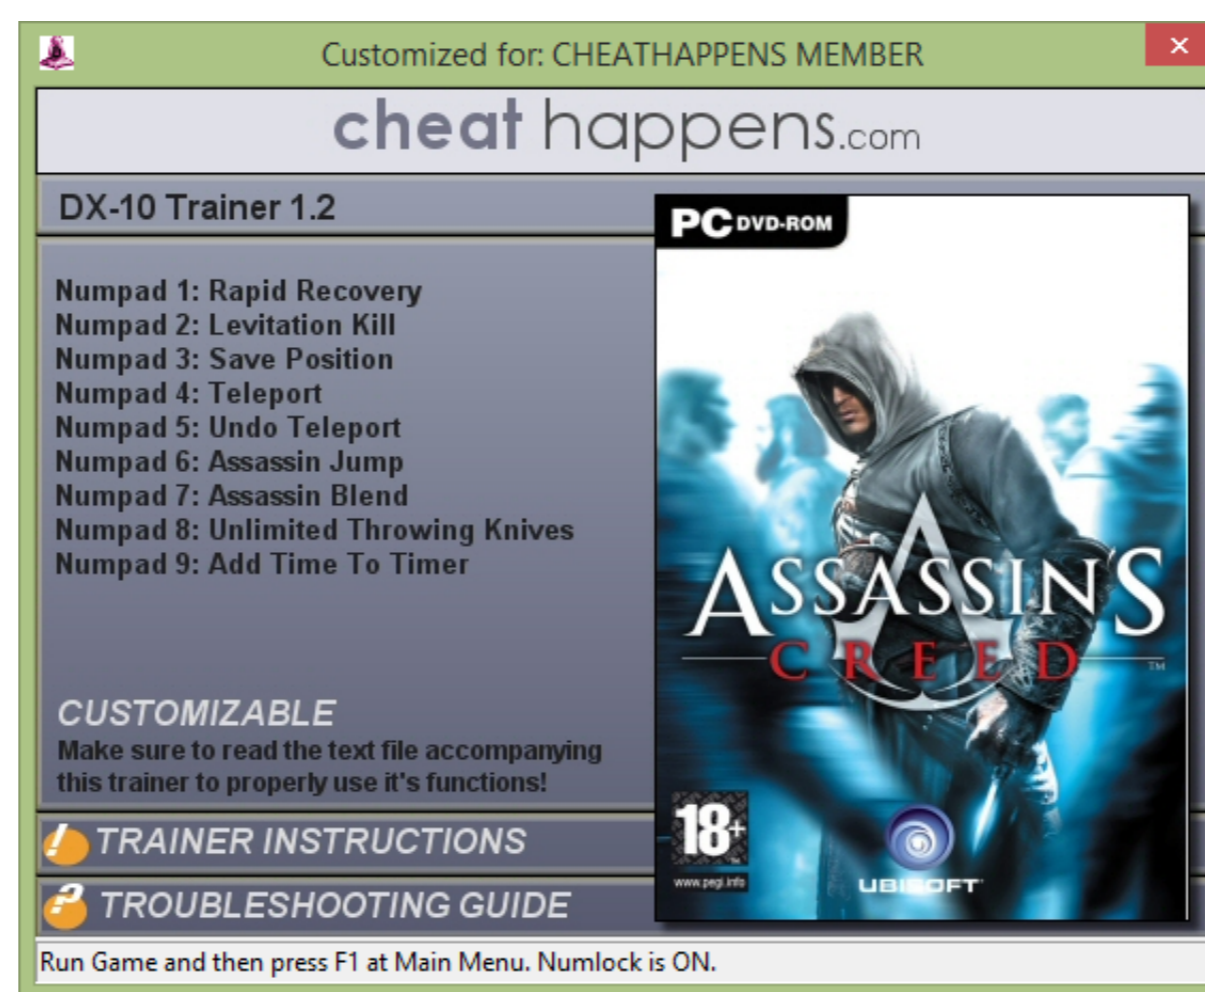 Customized for: CHEATHAPPENS MEMBER
cheat happens.com
DX-10 Trainer 1.2
Numpad 1: Rapid Recovery
Numpad 2: Levitation Kill
Numpad 3: Save Position
Numpad 4: Teleport
Numpad 5: Undo Teleport
Numpad 6: Assassin Jump
Numpad 7: Assassin Blend
Numpad 8: Unlimited Throwing Knives
Numpad 9: Add Time To Timer
CUSTOMIZABLE
Make sure to read the text file accompanying
this trainer to properly use it's functions!
TRAINER INSTRUCTIONS
TROUBLESHOOTING GUIDE
PC DVD-ROM
ASSASSIN'S
CREED™
18+
www.pegi.info
UBISOFT
Run Game and then press F1 at Main Menu. Numlock is ON.